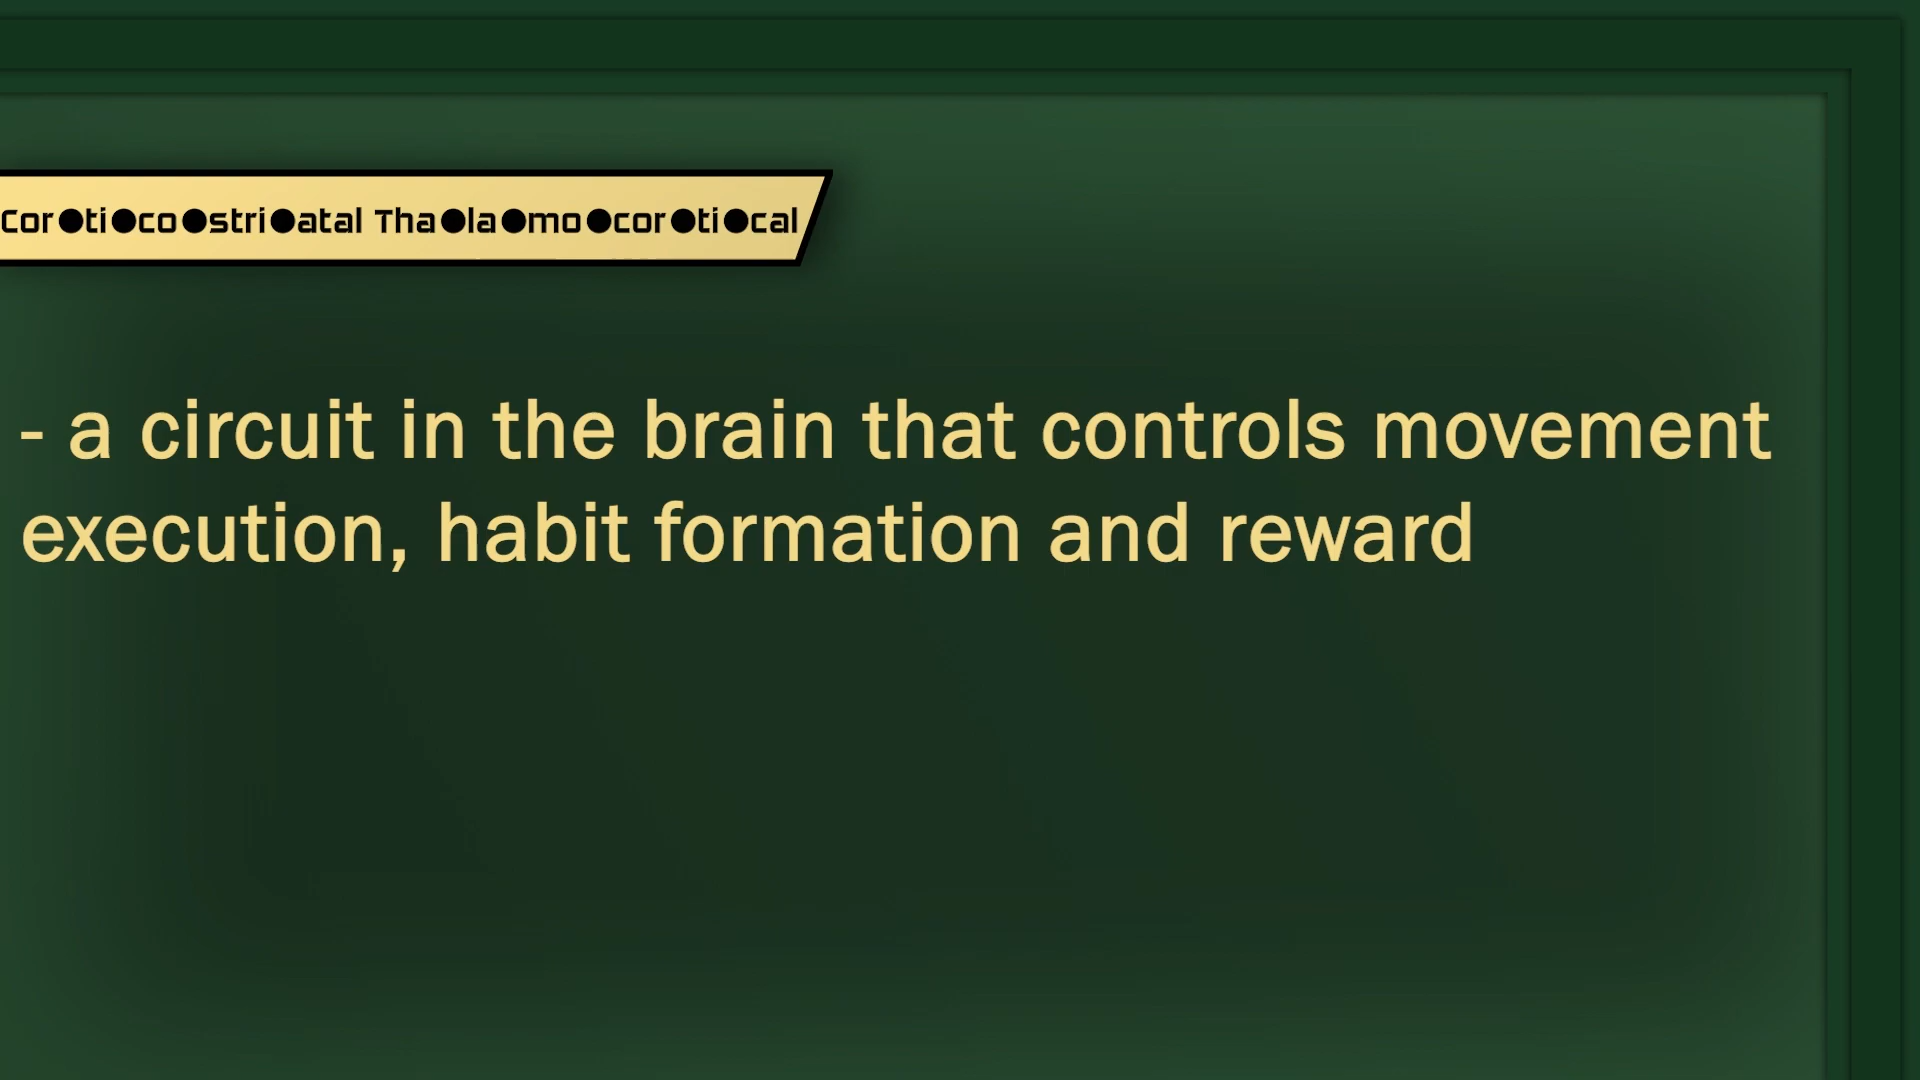 Cor●ti●co●stri●atal Tha●la●mo●cor●ti●cal
- a circuit in the brain that controls movement
execution, habit formation and reward